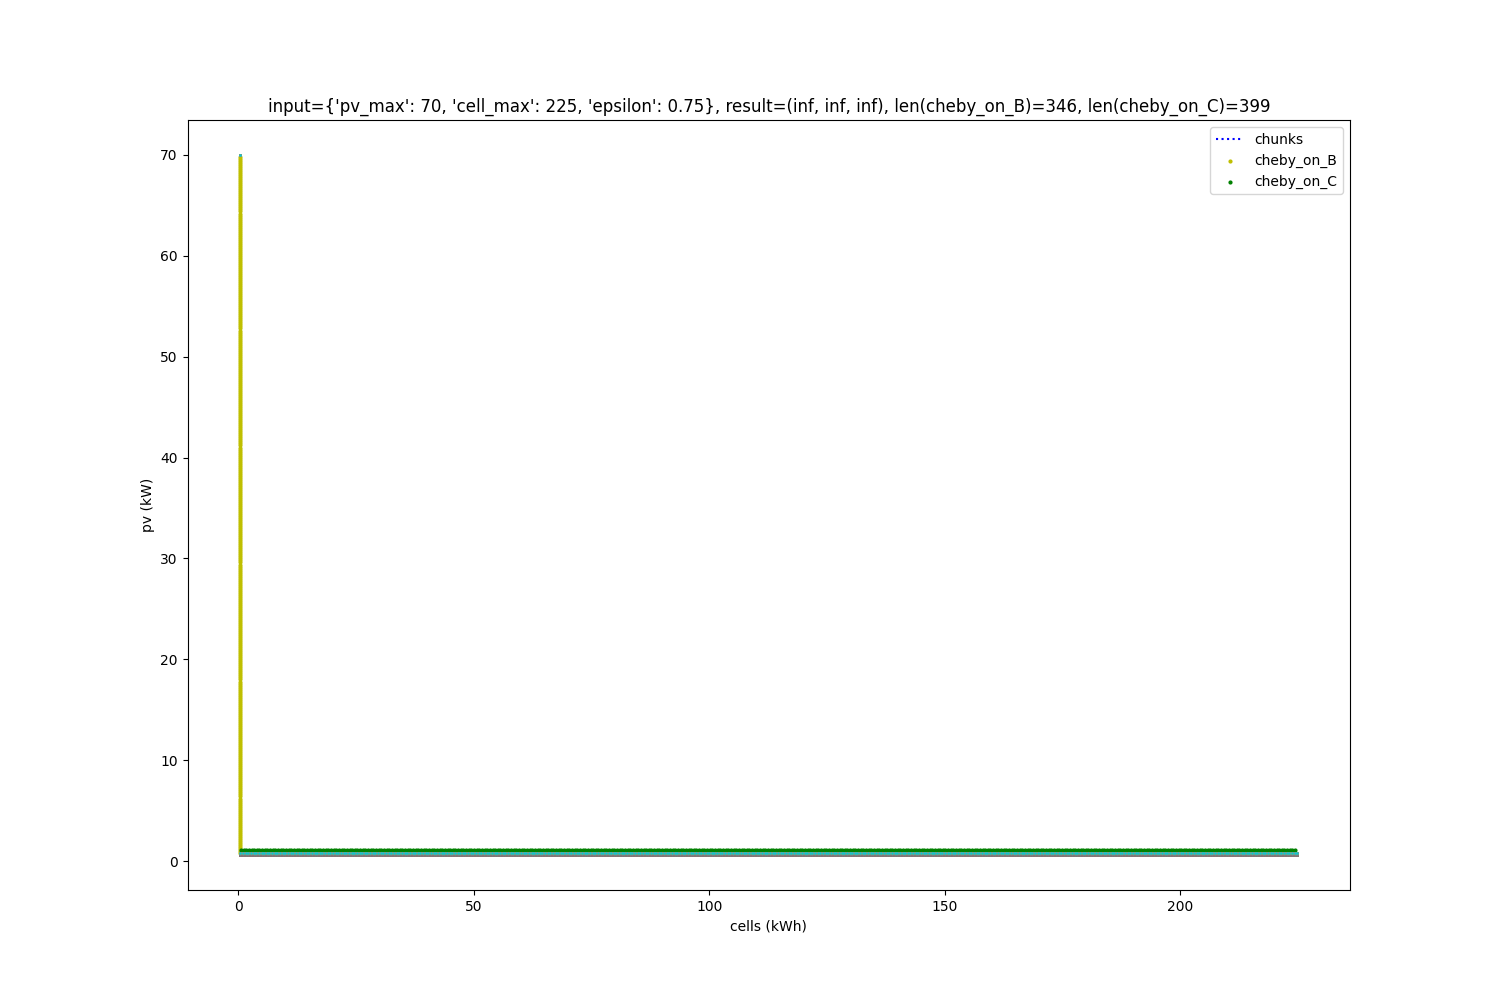 input={'pv_max': 70, 'cell_max': 225, 'epsilon': 0.75}, result=(inf, inf, inf), len(cheby_on_B)=346, len(cheby_on_C)=399
chunks
cheby_on_B
cheby_on_C
70
60
50
40
30
20
10
0
pv (kW)
0 50 100 150 200
cells (kWh)